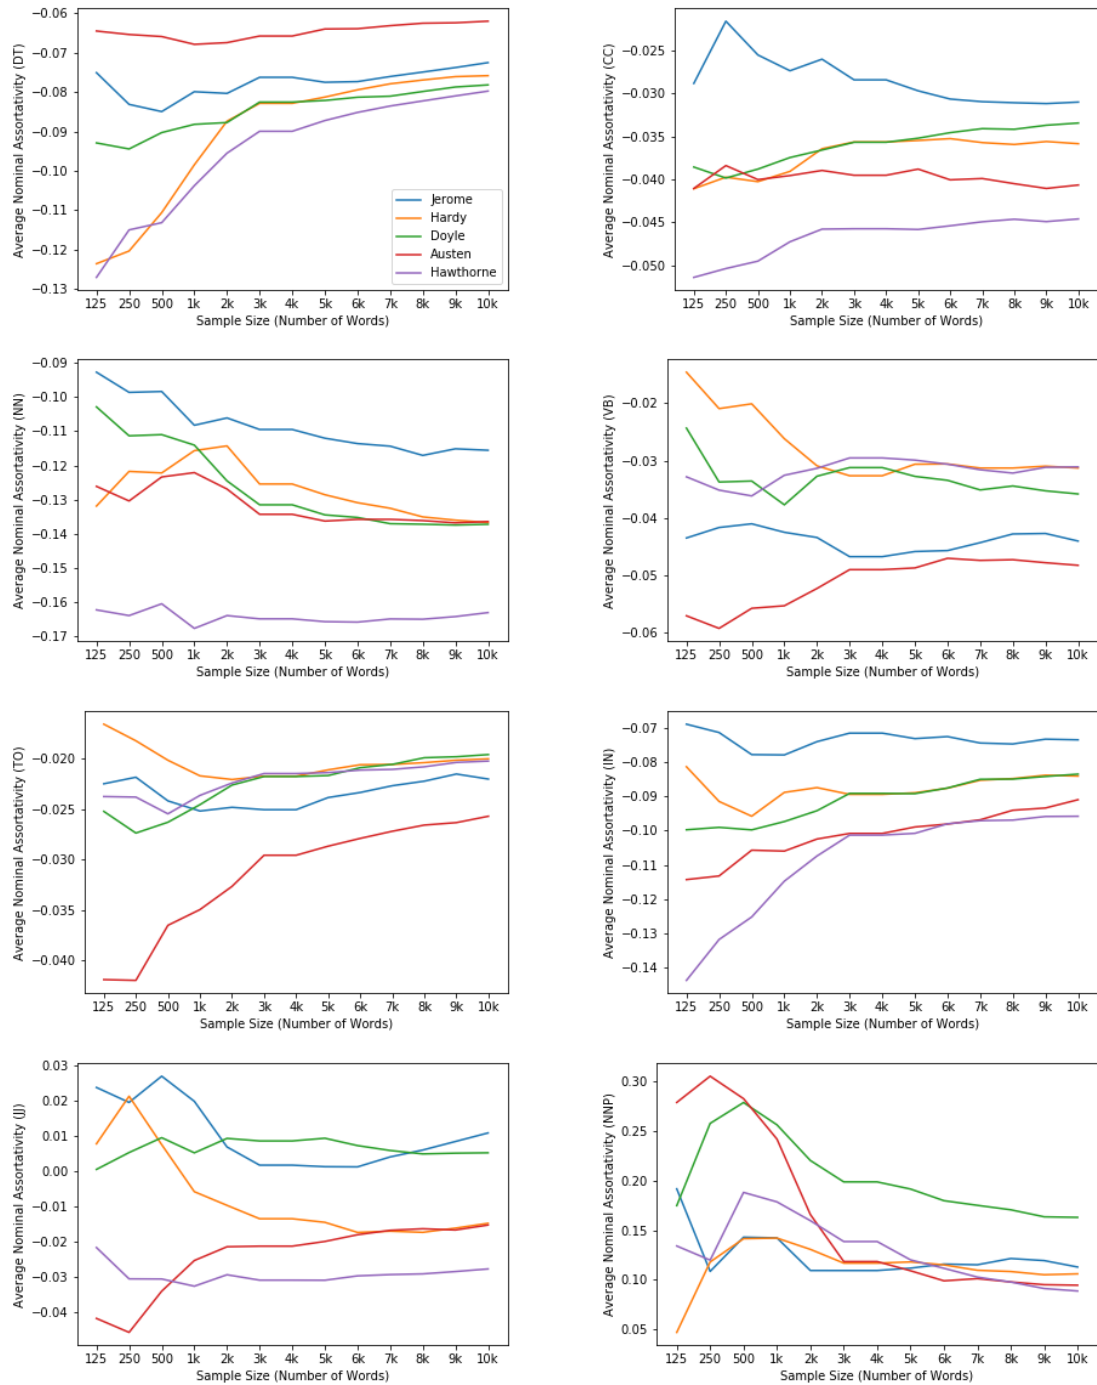 Average Nominal Assortativity (DT)
−0.06
−0.07
−0.08
−0.09
−0.10
−0.11
−0.12
−0.13
Jerome
Hardy
Doyle
Austen
Hawthorne
125 250 500 1k 2k 3k 4k 5k 6k 7k 8k 9k 10k
Sample Size (Number of Words)
Average Nominal Assortativity (CC)
−0.025
−0.030
−0.035
−0.040
−0.045
−0.050
125 250 500 1k 2k 3k 4k 5k 6k 7k 8k 9k 10k
Sample Size (Number of Words)
Average Nominal Assortativity (NN)
−0.09
−0.10
−0.11
−0.12
−0.13
−0.14
−0.15
−0.16
−0.17
125 250 500 1k 2k 3k 4k 5k 6k 7k 8k 9k 10k
Sample Size (Number of Words)
Average Nominal Assortativity (VB)
−0.02
−0.03
−0.04
−0.05
−0.06
125 250 500 1k 2k 3k 4k 5k 6k 7k 8k 9k 10k
Sample Size (Number of Words)
Average Nominal Assortativity (TO)
−0.020
−0.025
−0.030
−0.035
−0.040
125 250 500 1k 2k 3k 4k 5k 6k 7k 8k 9k 10k
Sample Size (Number of Words)
Average Nominal Assortativity (IN)
−0.07
−0.08
−0.09
−0.10
−0.11
−0.12
−0.13
−0.14
125 250 500 1k 2k 3k 4k 5k 6k 7k 8k 9k 10k
Sample Size (Number of Words)
Average Nominal Assortativity (JJ)
0.03
0.02
0.01
0.00
−0.01
−0.02
−0.03
−0.04
125 250 500 1k 2k 3k 4k 5k 6k 7k 8k 9k 10k
Sample Size (Number of Words)
Average Nominal Assortativity (NNP)
0.30
0.25
0.20
0.15
0.10
0.05
125 250 500 1k 2k 3k 4k 5k 6k 7k 8k 9k 10k
Sample Size (Number of Words)